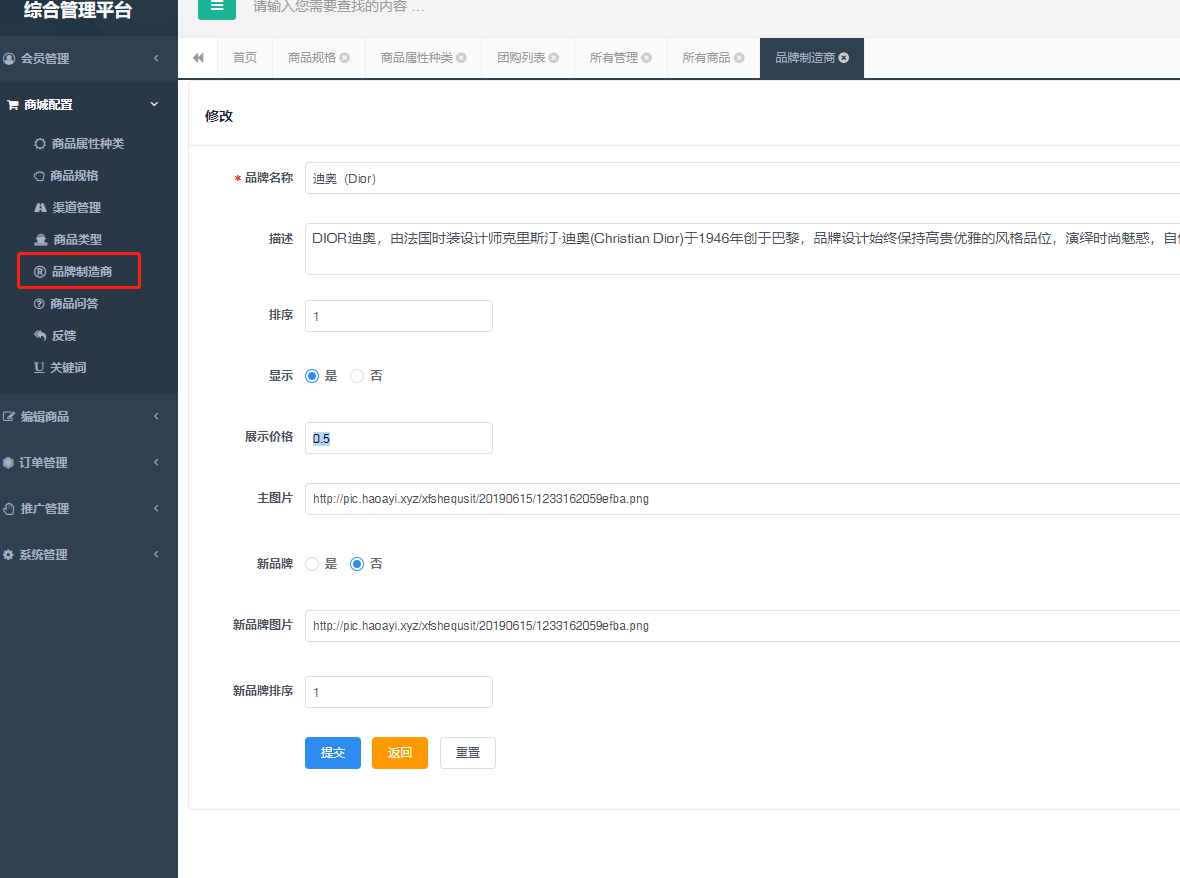 综合管理平台
请输入您需要查找的内容 …
会员管理
商城配置
商品属性种类
商品规格
渠道管理
商品类型
品牌制造商
商品问答
反馈
关键词
编辑商品
订单管理
推广管理
系统管理
首页 商品规格 商品属性种类 团购列表 所有管理 所有商品 品牌制造商
修改
* 品牌名称 迪奥（Dior）
描述 DIOR迪奥，由法国时装设计师克里斯汀·迪奥(Christian Dior)于1946年创于巴黎，品牌设计始终保持高贵优雅的风格品位，演绎时尚魅惑，自
排序 1
显示 是 否
展示价格 0.5
主图片 http://pic.haoayi.xyz/xfshequsit/20190615/1233162059efba.png
新品牌 是 否
新品牌图片 http://pic.haoayi.xyz/xfshequsit/20190615/1233162059efba.png
新品牌排序 1
提交 返回 重置